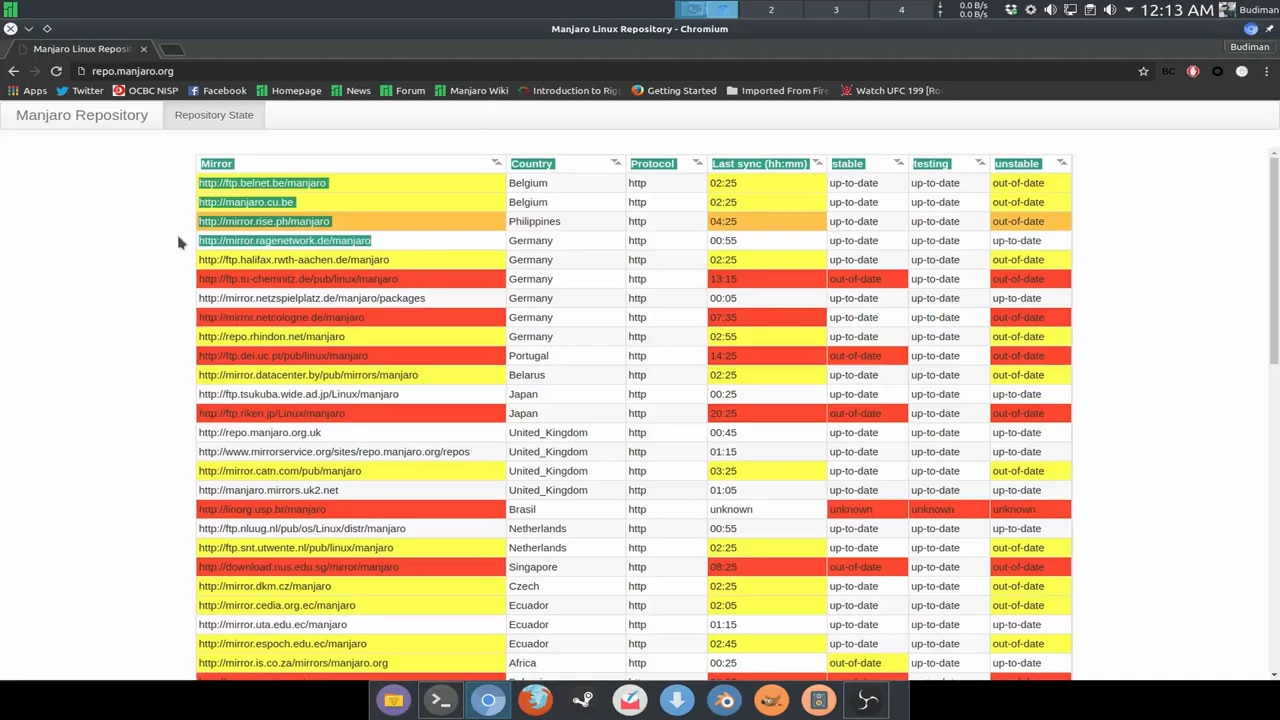 2 3 4 0.0 B/s 0.0 B/s 12:13 AM Budiman
Manjaro Linux Repository - Chromium
Manjaro Linux Reposit Budiman
repo.manjaro.org
Apps Twitter OCBC NISP Facebook Homepage News Forum Manjaro Wiki Introduction to Rig Getting Started Imported From Fire Watch UFC 199 [Ro
Manjaro Repository Repository State
Mirror Country Protocol Last sync (hh:mm) stable testing unstable
http://ftp.belnet.be/manjaro Belgium http 02:25 up-to-date up-to-date out-of-date
http://manjaro.cu.be Belgium http 02:25 up-to-date up-to-date out-of-date
http://mirror.rise.ph/manjaro Philippines http 04:25 up-to-date up-to-date out-of-date
http://mirror.ragenetwork.de/manjaro Germany http 00:55 up-to-date up-to-date up-to-date
http://ftp.halifax.rwth-aachen.de/manjaro Germany http 02:25 up-to-date up-to-date out-of-date
http://ftp.tu-chemnitz.de/pub/linux/manjaro Germany http 13:15 out-of-date up-to-date out-of-date
http://mirror.netzspielplatz.de/manjaro/packages Germany http 00:05 up-to-date up-to-date up-to-date
http://mirror.netcologne.de/manjaro Germany http 07:35 up-to-date up-to-date out-of-date
http://repo.rhindon.net/manjaro Germany http 02:55 up-to-date up-to-date out-of-date
http://ftp.dei.uc.pt/pub/linux/manjaro Portugal http 14:25 out-of-date up-to-date out-of-date
http://mirror.datacenter.by/pub/mirrors/manjaro Belarus http 02:25 up-to-date up-to-date out-of-date
http://ftp.tsukuba.wide.ad.jp/Linux/manjaro Japan http 00:25 up-to-date up-to-date up-to-date
http://ftp.riken.jp/Linux/manjaro Japan http 20:25 out-of-date up-to-date out-of-date
http://repo.manjaro.org.uk United_Kingdom http 00:45 up-to-date up-to-date up-to-date
http://www.mirrorservice.org/sites/repo.manjaro.org/repos United_Kingdom http 01:15 up-to-date up-to-date up-to-date
http://mirror.catn.com/pub/manjaro United_Kingdom http 03:25 up-to-date up-to-date out-of-date
http://manjaro.mirrors.uk2.net United_Kingdom http 01:05 up-to-date up-to-date up-to-date
http://linorg.usp.br/manjaro Brasil http unknown unknown unknown unknown
http://ftp.nluug.nl/pub/os/Linux/distr/manjaro Netherlands http 00:55 up-to-date up-to-date up-to-date
http://ftp.snt.utwente.nl/pub/linux/manjaro Netherlands http 02:25 up-to-date up-to-date out-of-date
http://download.nus.edu.sg/mirror/manjaro Singapore http 08:25 out-of-date up-to-date out-of-date
http://mirror.dkm.cz/manjaro Czech http 02:25 up-to-date up-to-date out-of-date
http://mirror.cedia.org.ec/manjaro Ecuador http 02:05 up-to-date up-to-date out-of-date
http://mirror.uta.edu.ec/manjaro Ecuador http 01:15 up-to-date up-to-date up-to-date
http://mirror.espoch.edu.ec/manjaro Ecuador http 02:45 up-to-date up-to-date out-of-date
http://mirror.is.co.za/mirrors/manjaro.org Africa http 00:25 out-of-date up-to-date up-to-date